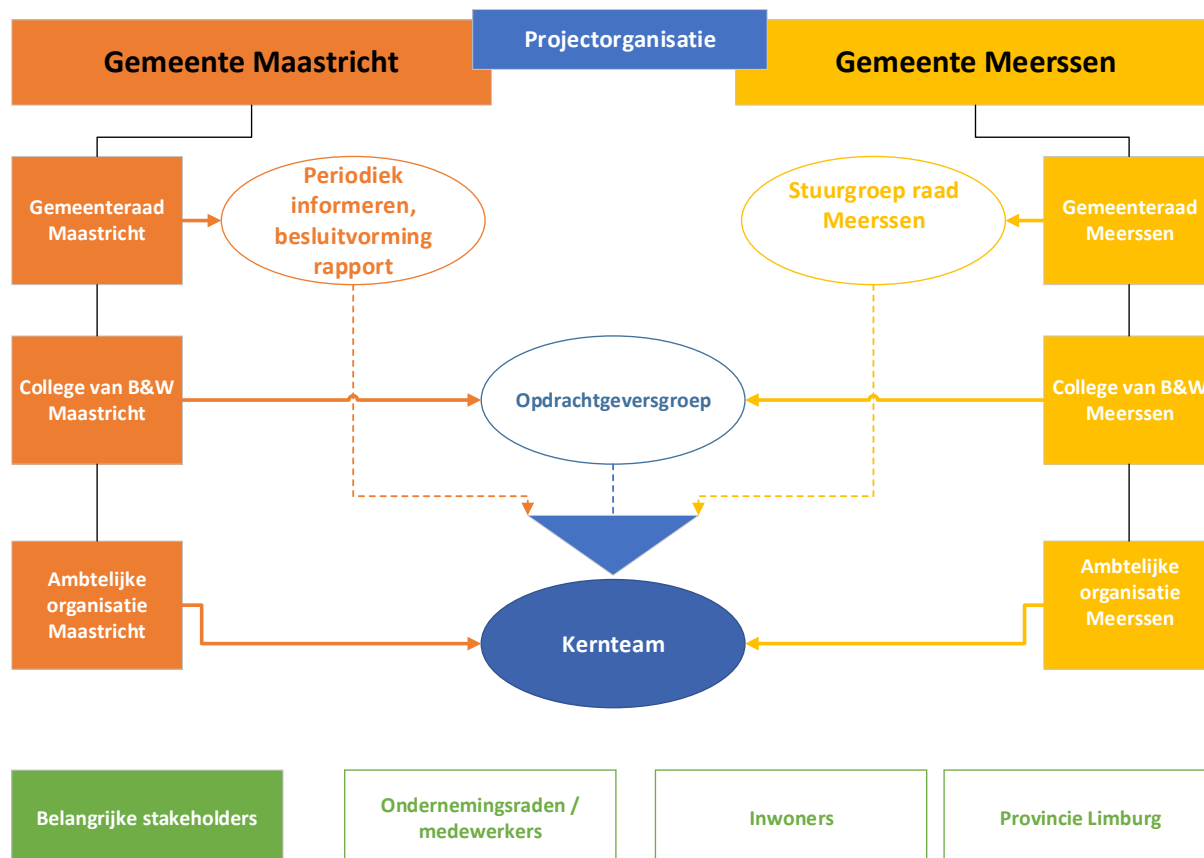 Projectorganisatie
Gemeente Maastricht
Gemeente Meerssen
Gemeenteraad
Maastricht
Periodiek
informeren,
besluitvorming
rapport
Stuurgroep raad
Meerssen
Gemeenteraad
Meerssen
College van B&W
Maastricht
Opdrachtgeversgroep
College van B&W
Meerssen
Ambtelijke
organisatie
Maastricht
Kernteam
Ambtelijke
organisatie
Meerssen
Belangrijke stakeholders
Ondernemingsraden /
medewerkers
Inwoners
Provincie Limburg